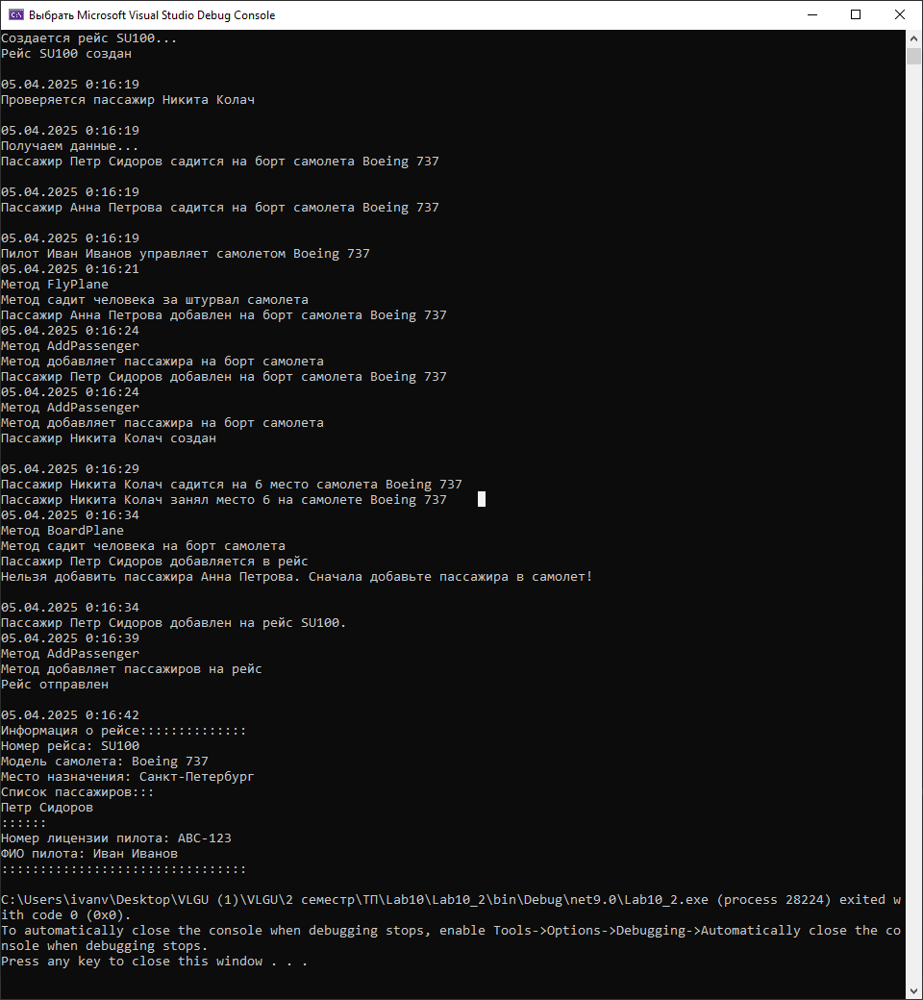 Выбрать Microsoft Visual Studio Debug Console
Создается рейс SU100...
Рейс SU100 создан
05.04.2025 0:16:19
Проверяется пассажир Никита Колач
05.04.2025 0:16:19
Получаем данные...
Пассажир Петр Сидоров садится на борт самолета Boeing 737
05.04.2025 0:16:19
Пассажир Анна Петрова садится на борт самолета Boeing 737
05.04.2025 0:16:19
Пилот Иван Иванов управляет самолетом Boeing 737
05.04.2025 0:16:21
Метод FlyPlane
Метод садит человека за штурвал самолета
Пассажир Анна Петрова добавлен на борт самолета Boeing 737
05.04.2025 0:16:24
Метод AddPassenger
Метод добавляет пассажира на борт самолета
Пассажир Петр Сидоров добавлен на борт самолета Boeing 737
05.04.2025 0:16:24
Метод AddPassenger
Метод добавляет пассажира на борт самолета
Пассажир Никита Колач создан
05.04.2025 0:16:29
Пассажир Никита Колач садится на 6 место самолета Boeing 737
Пассажир Никита Колач занял место 6 на самолете Boeing 737
05.04.2025 0:16:34
Метод BoardPlane
Метод садит человека на борт самолета
Пассажир Петр Сидоров добавляется в рейс
Нельзя добавить пассажира Анна Петрова. Сначала добавьте пассажира в самолет!
05.04.2025 0:16:34
Пассажир Петр Сидоров добавлен на рейс SU100.
05.04.2025 0:16:39
Метод AddPassenger
Метод добавляет пассажиров на рейс
Рейс отправлен
05.04.2025 0:16:42
Информация о рейсе::::::::::::::
Номер рейса: SU100
Модель самолета: Boeing 737
Место назначения: Санкт-Петербург
Список пассажиров:::
Петр Сидоров
::::::
Номер лицензии пилота: ABC-123
ФИО пилота: Иван Иванов
::::::::::::::::::::::::::::::::
C:\Users\ivanv\Desktop\VLGU (1)\VLGU\2 семестр\ТП\Lab10\Lab10_2\bin\Debug\net9.0\Lab10_2.exe (process 28224) exited w
ith code 0 (0x0).
To automatically close the console when debugging stops, enable Tools->Options->Debugging->Automatically close the co
nsole when debugging stops.
Press any key to close this window . . .